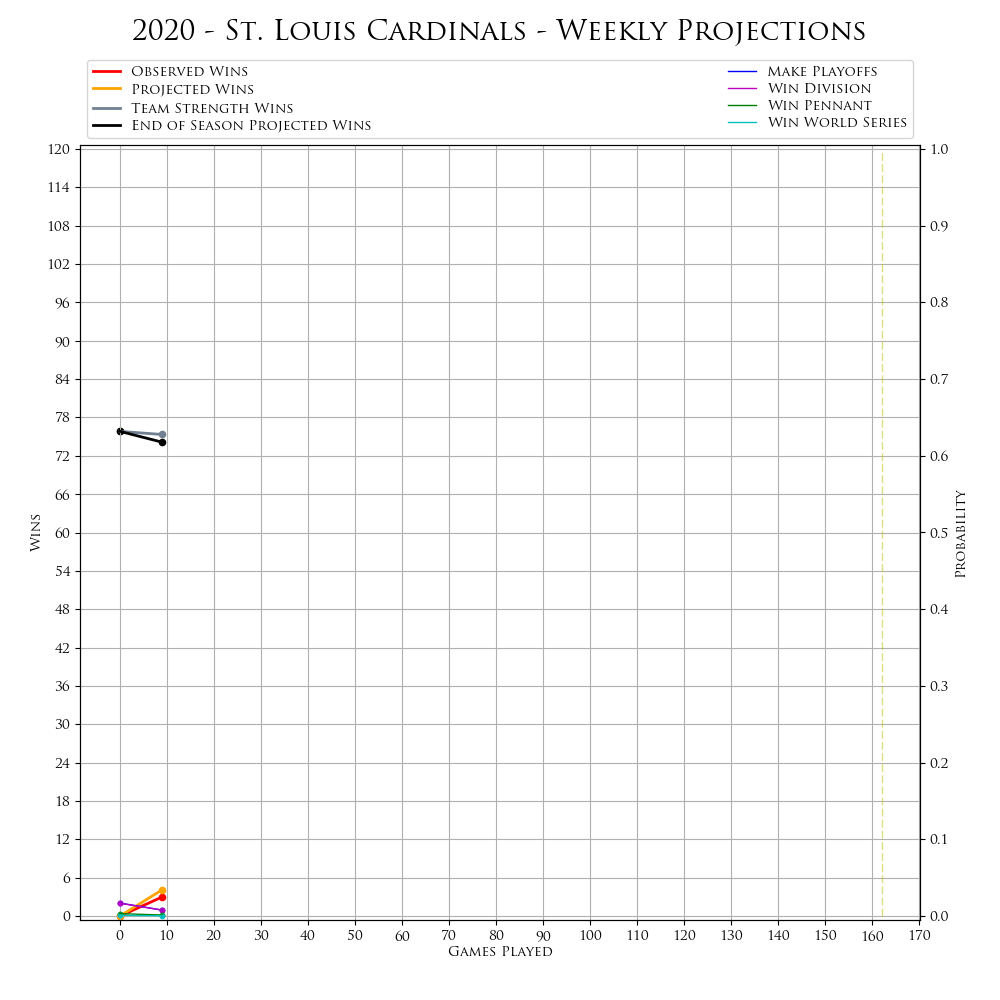 2020 - St. Louis Cardinals - Weekly Projections
Observed Wins
Projected Wins
Team Strength Wins
End of Season Projected Wins
Make Playoffs
Win Division
Win Pennant
Win World Series
120
114
108
102
96
90
84
78
72
66
60
54
48
42
36
30
24
18
12
6
0
Wins
1.0
0.9
0.8
0.7
0.6
0.5
0.4
0.3
0.2
0.1
0.0
Probability
0 10 20 30 40 50 60 70 80 90 100 110 120 130 140 150 160 170
Games Played